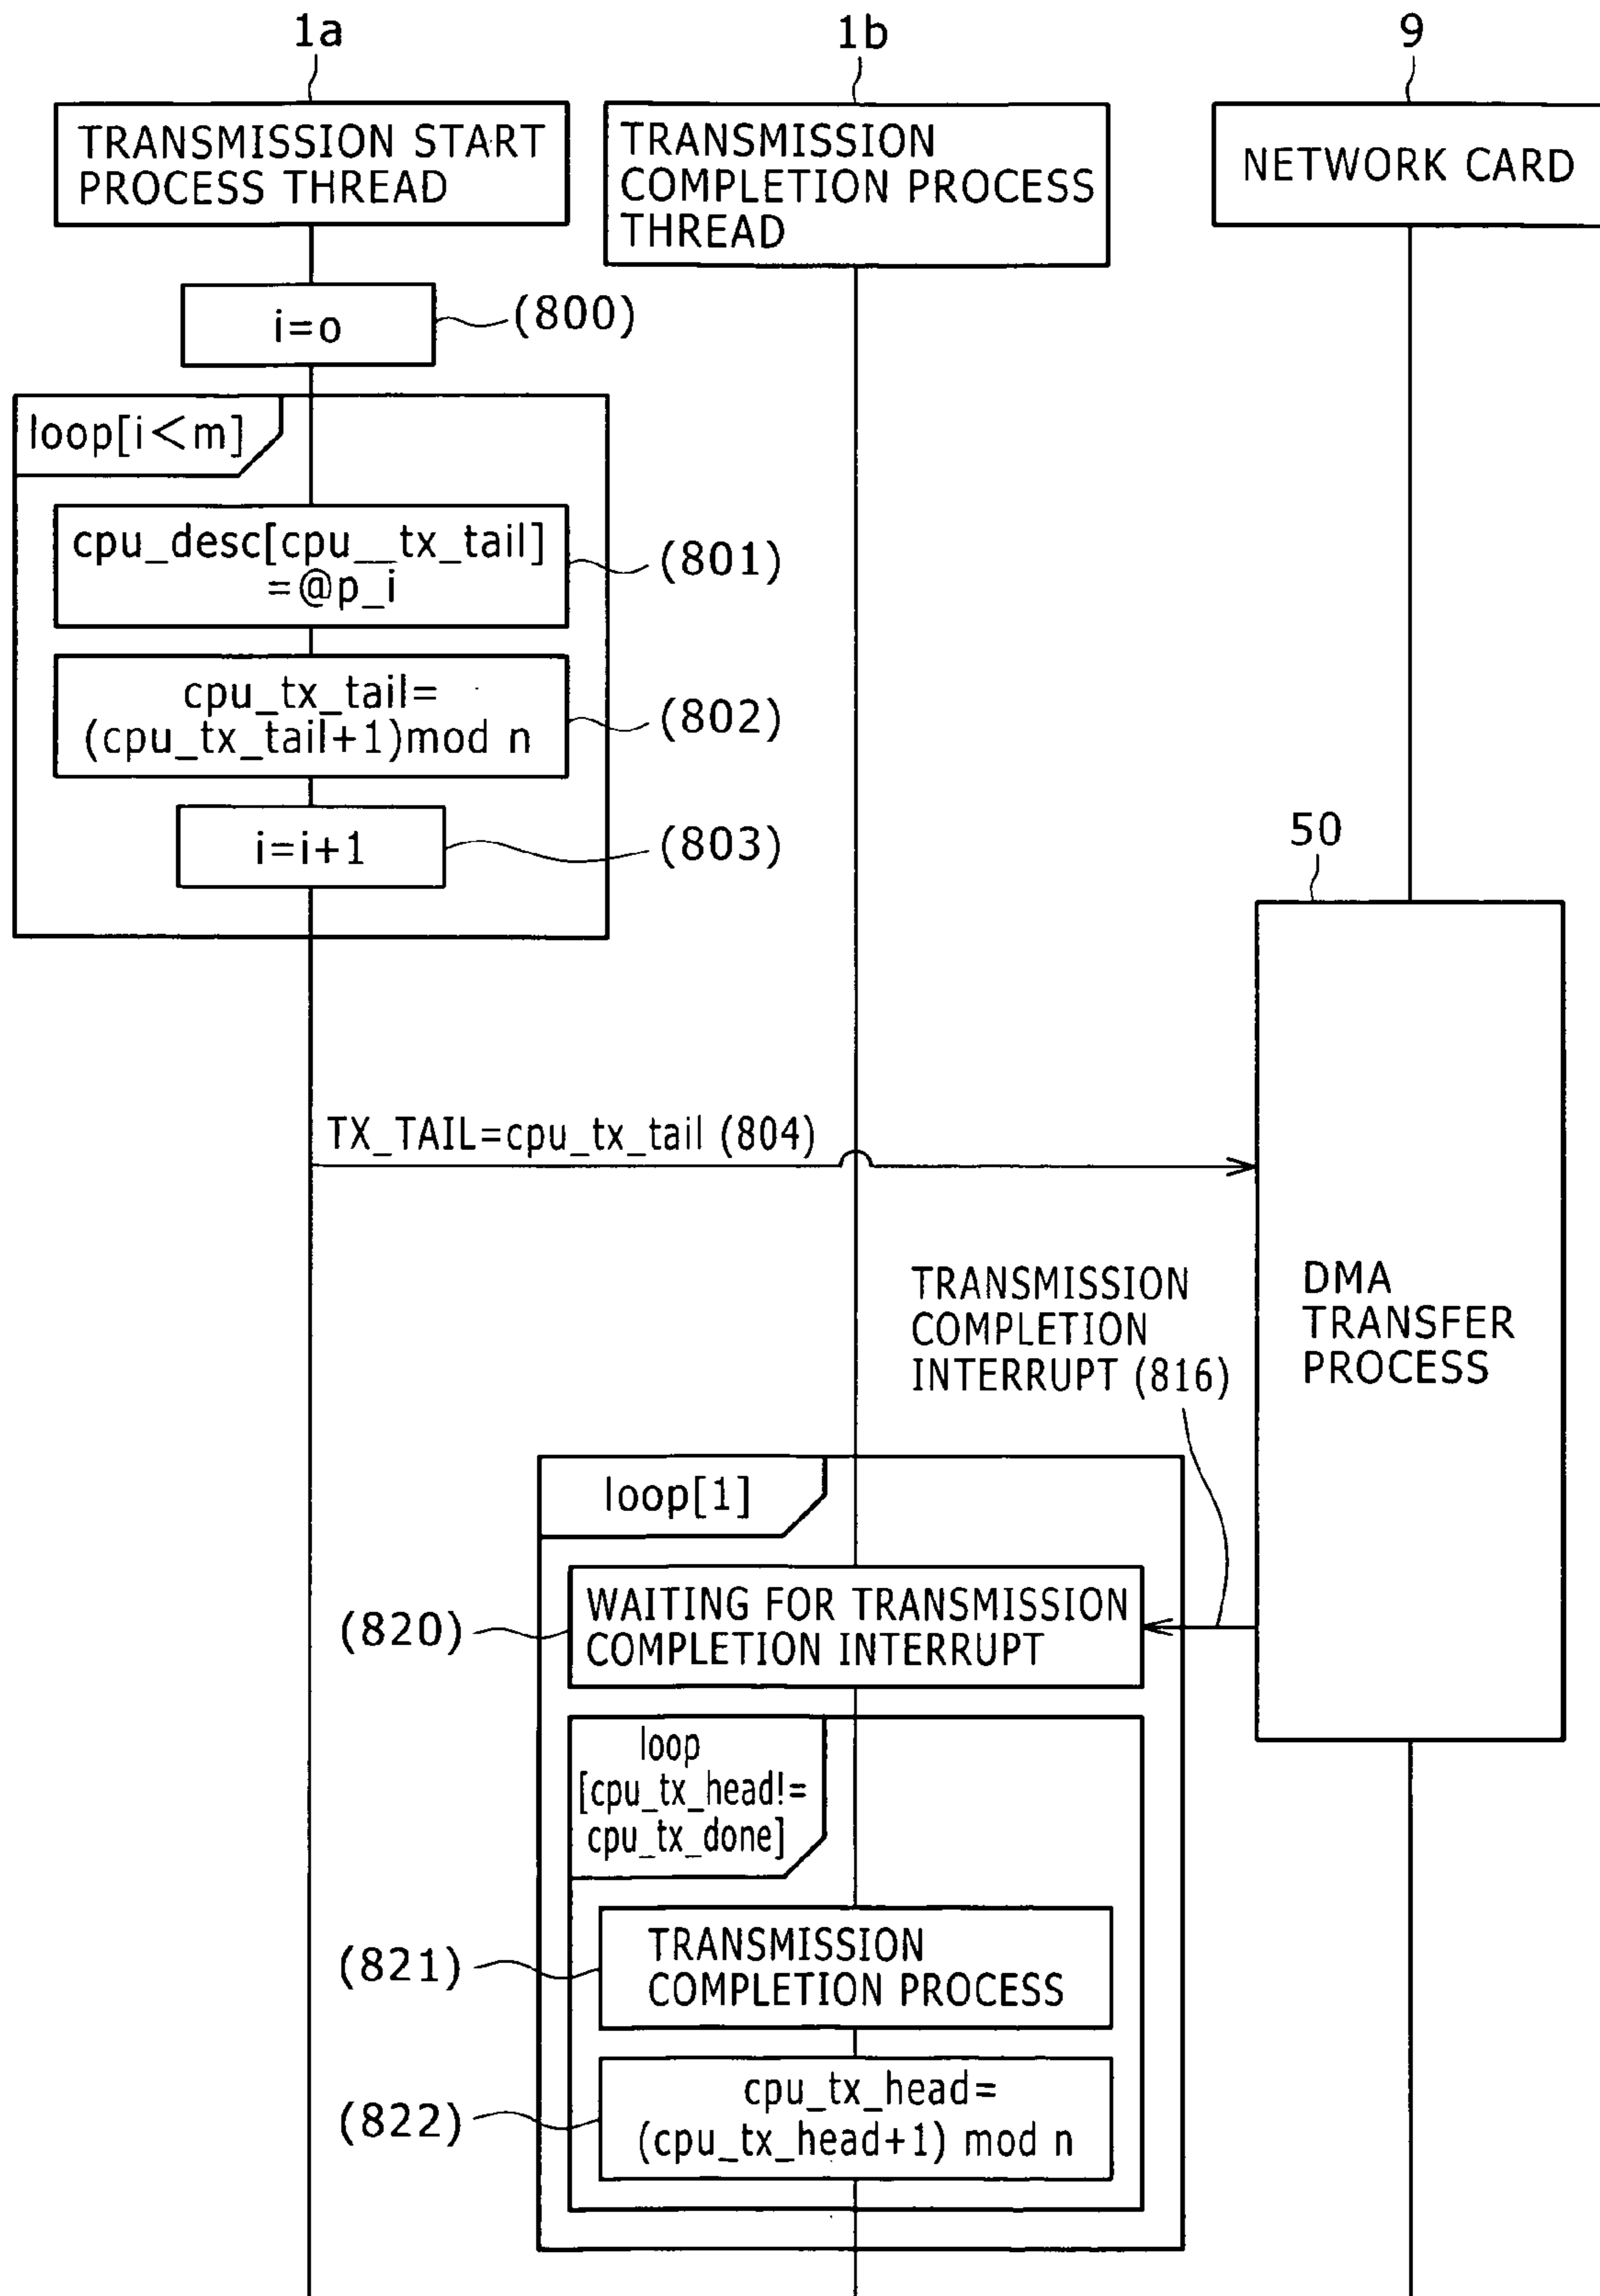 1a
1b
9
TRANSMISSION START
PROCESS THREAD
TRANSMISSION
COMPLETION PROCESS
THREAD
NETWORK CARD
i=o
(800)
loop[i<m]
cpu_desc[cpu__tx_tail]
=@p_i
(801)
cpu_tx_tail=
(cpu_tx_tail+1)mod n
(802)
i=i+1
(803)
50
TX_TAIL=cpu_tx_tail (804)
DMA
TRANSFER
PROCESS
TRANSMISSION
COMPLETION
INTERRUPT (816)
loop[1]
(820)
WAITING FOR TRANSMISSION
COMPLETION INTERRUPT
loop
[cpu_tx_head!=
cpu_tx_done]
(821)
TRANSMISSION
COMPLETION PROCESS
(822)
cpu_tx_head=
(cpu_tx_head+1) mod n